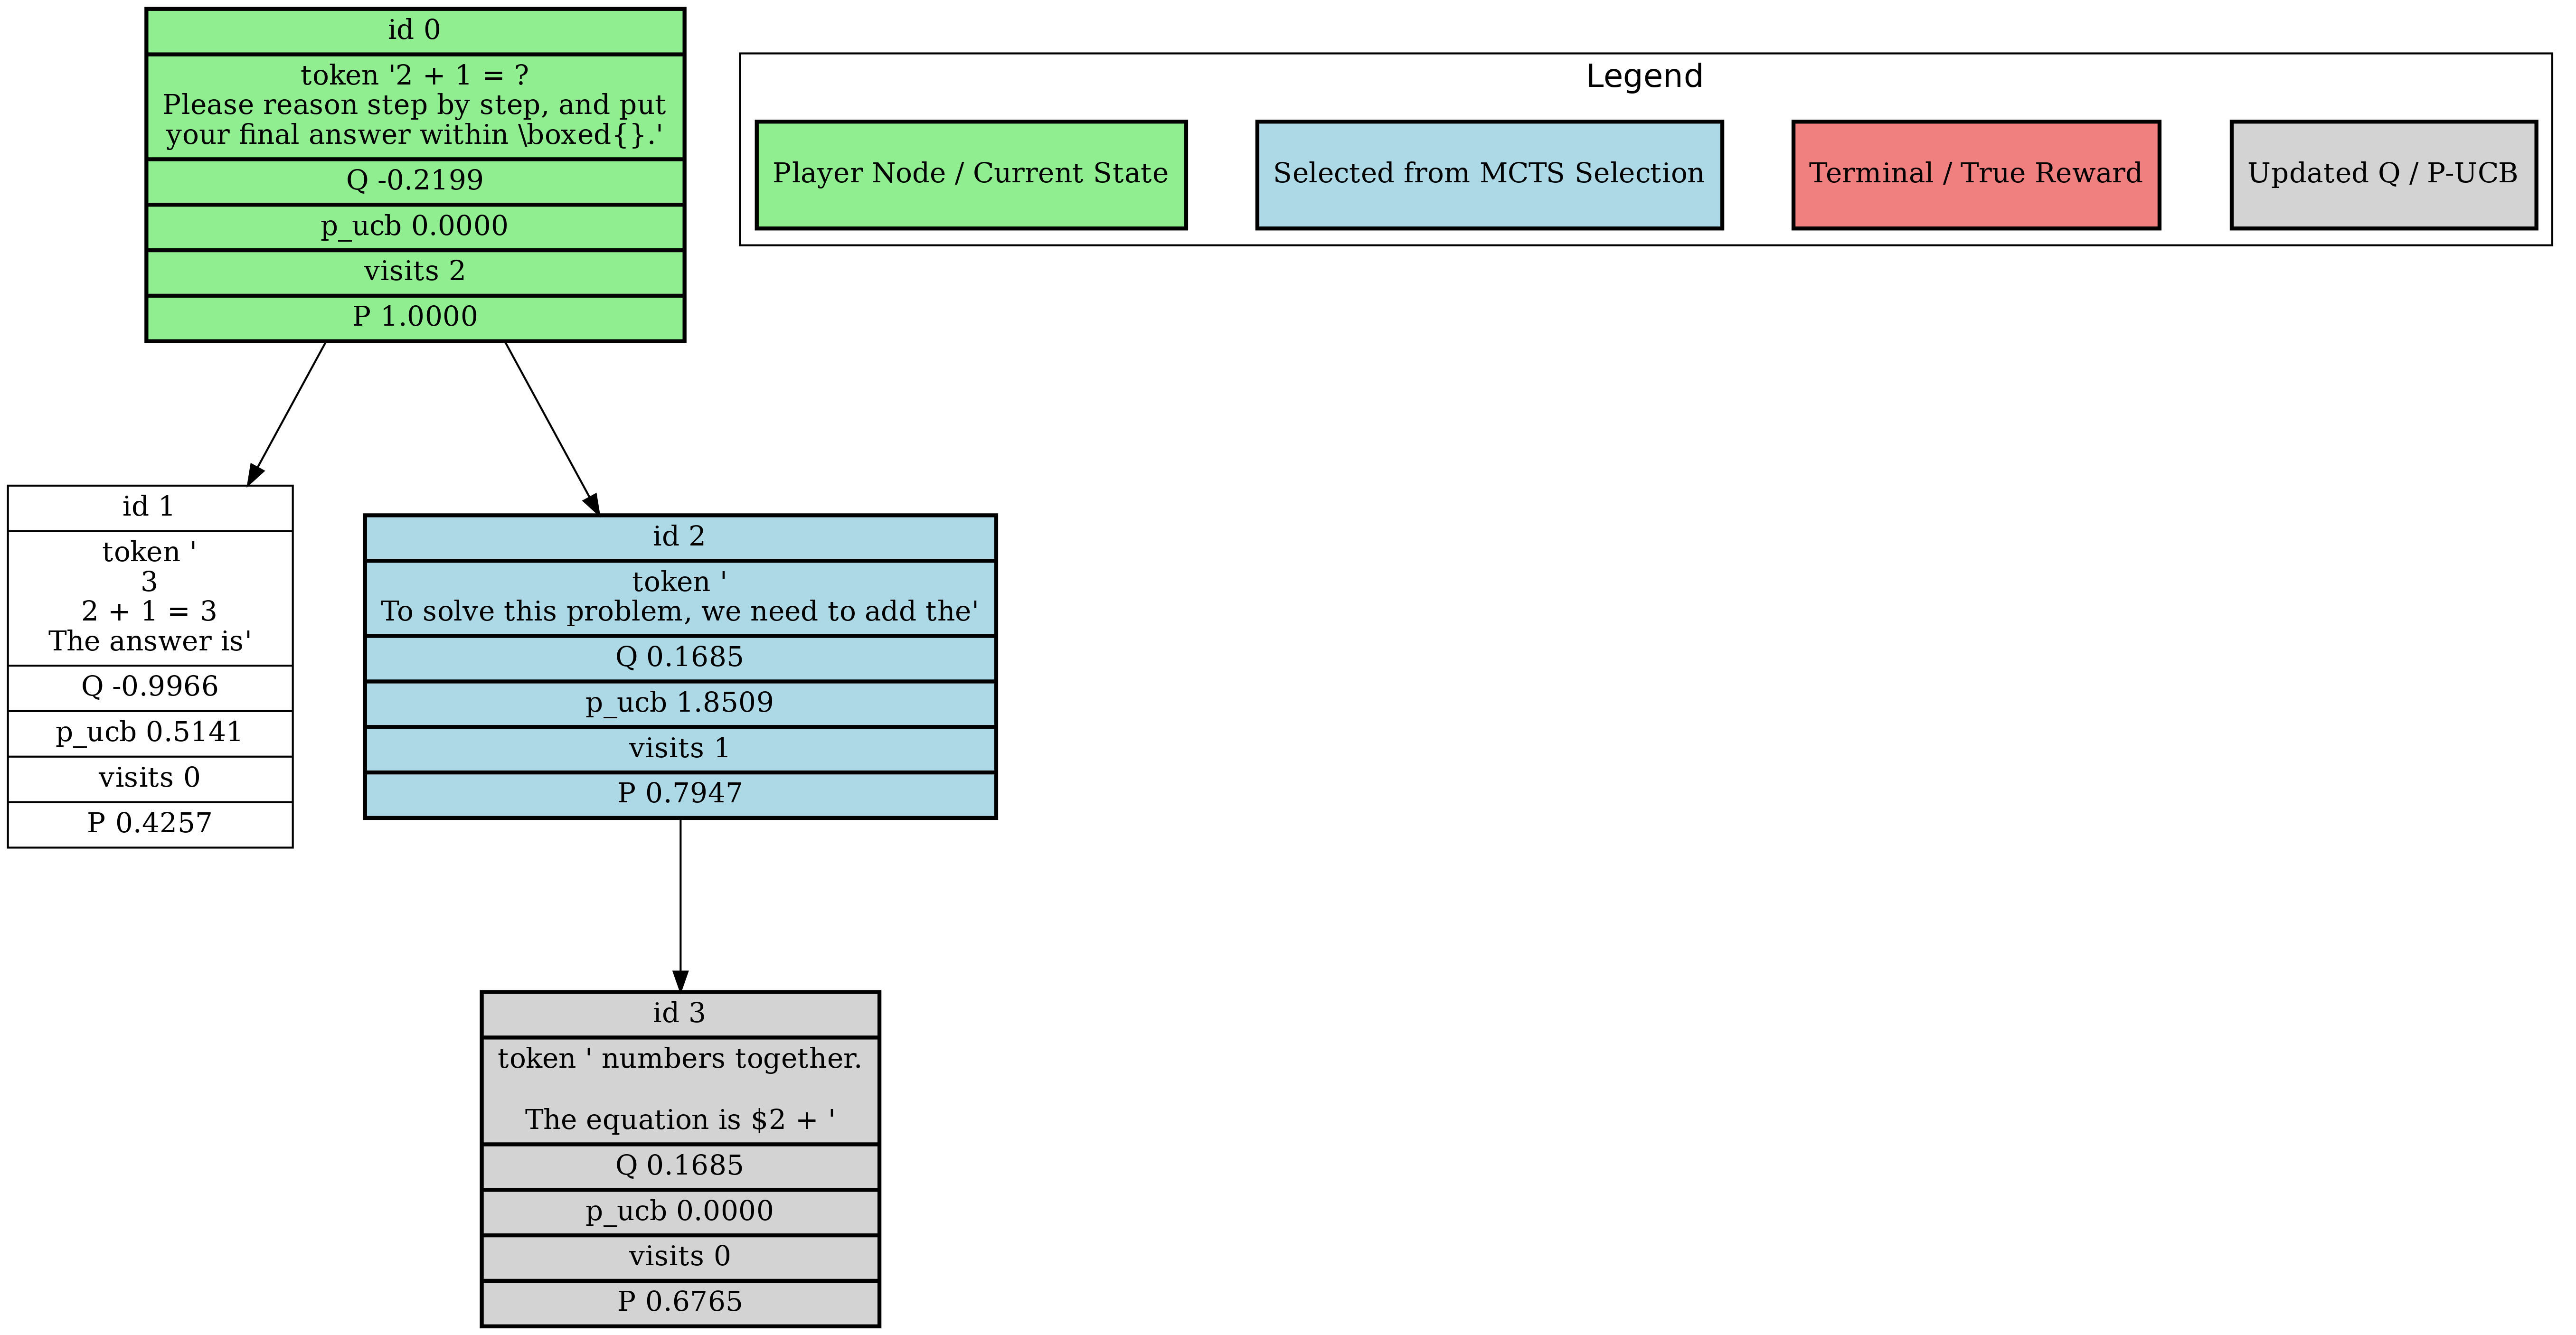 id 0
token '2 + 1 = ?
Please reason step by step, and put
your final answer within \boxed{}.'
Q -0.2199
p_ucb 0.0000
visits 2
P 1.0000
Legend
Player Node / Current State
Selected from MCTS Selection
Terminal / True Reward
Updated Q / P-UCB
id 1
token '
3
2 + 1 = 3
The answer is'
Q -0.9966
p_ucb 0.5141
visits 0
P 0.4257
id 2
token '
To solve this problem, we need to add the'
Q 0.1685
p_ucb 1.8509
visits 1
P 0.7947
id 3
token ' numbers together.
The equation is $2 + '
Q 0.1685
p_ucb 0.0000
visits 0
P 0.6765